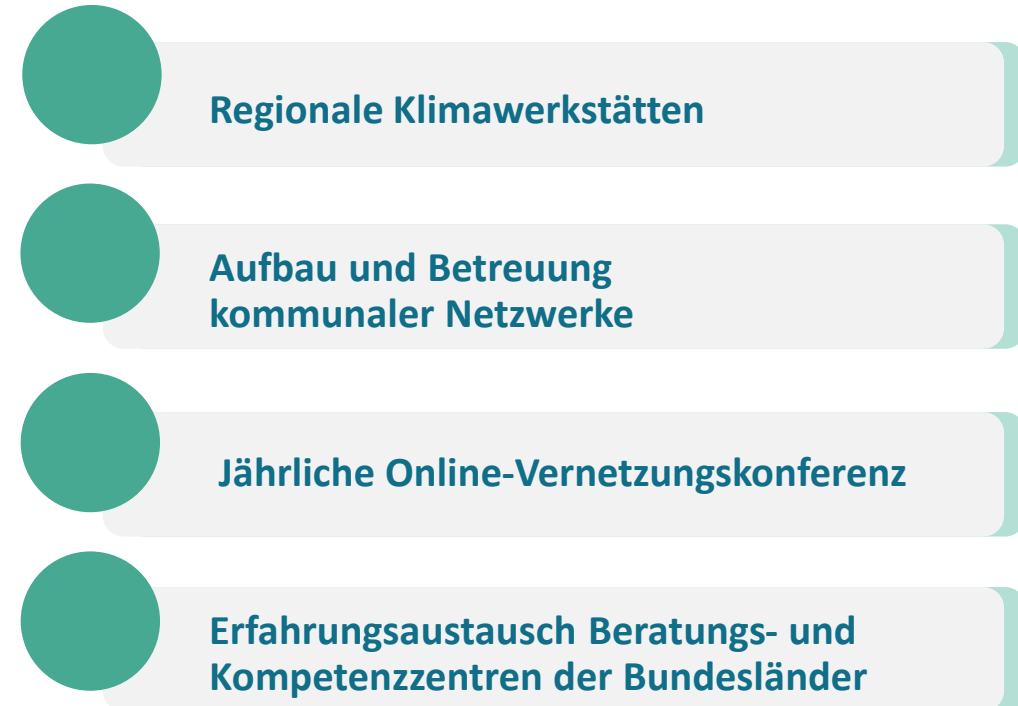 Regionale Klimawerkstätten
Aufbau und Betreuung
kommunaler Netzwerke
Jährliche Online-Vernetzungskonferenz
Erfahrungsaustausch Beratungs- und
Kompetenzzentren der Bundesländer